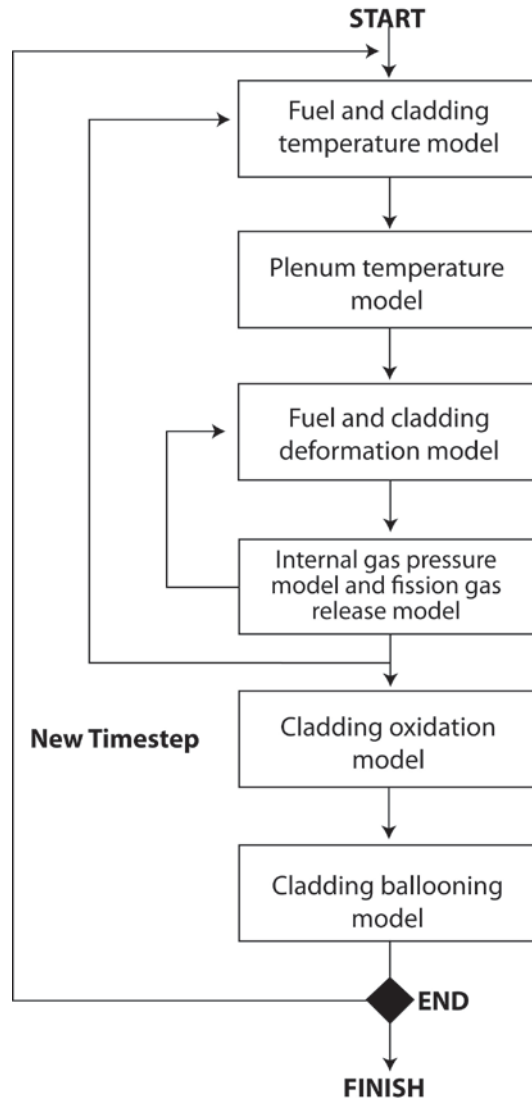 START
Fuel and cladding
temperature model
Plenum temperature
model
Fuel and cladding
deformation model
Internal gas pressure
model and fission gas
release model
New Timestep
Cladding oxidation
model
Cladding ballooning
model
END
FINISH